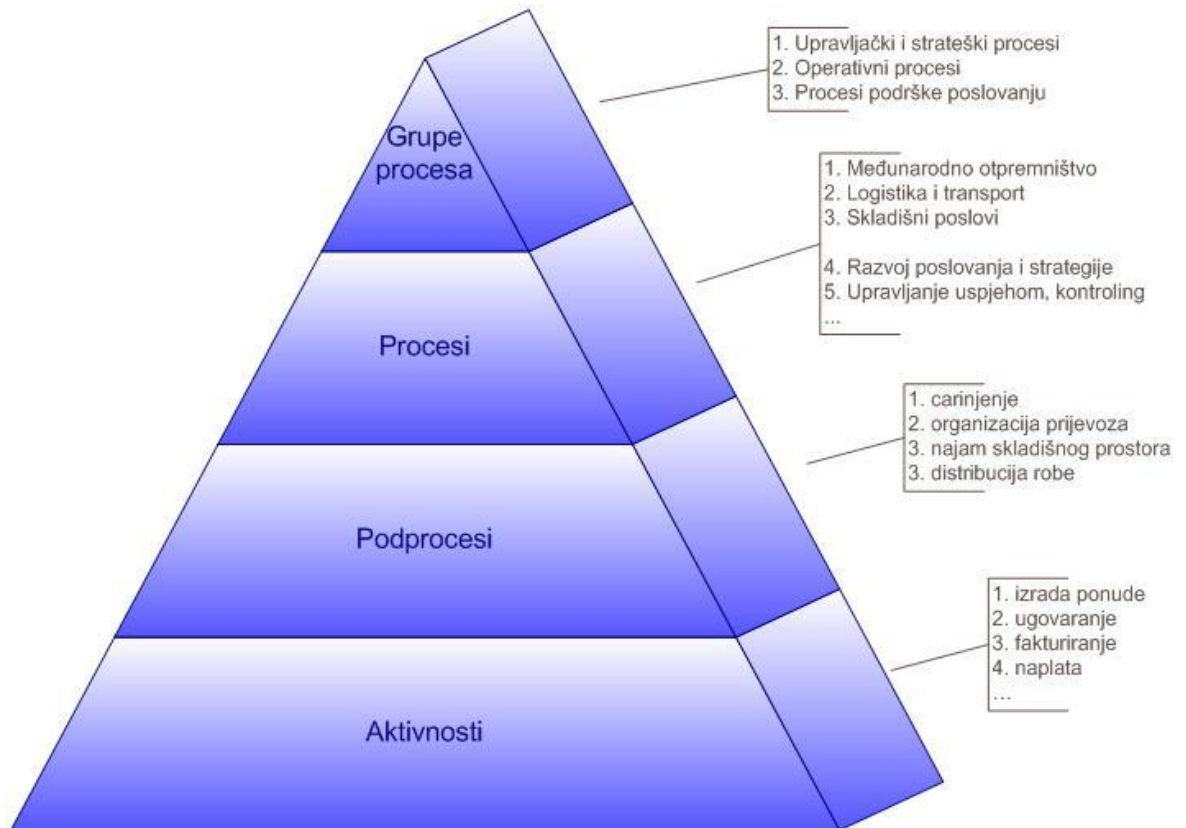 Grupe
procesa
1. Upravljački i strateški procesi
2. Operativni procesi
3. Procesi podrške poslovanju
Procesi
1. Međunarodno otpremništvo
2. Logistika i transport
3. Skladišni poslovi
4. Razvoj poslovanja i strategije
5. Upravljanje uspjehom, kontroling
...
Podprocesi
1. carinjenje
2. organizacija prijevoza
3. najam skladišnog prostora
3. distribucija robe
Aktivnosti
1. izrada ponude
2. ugovaranje
3. fakturiranje
4. naplata
...